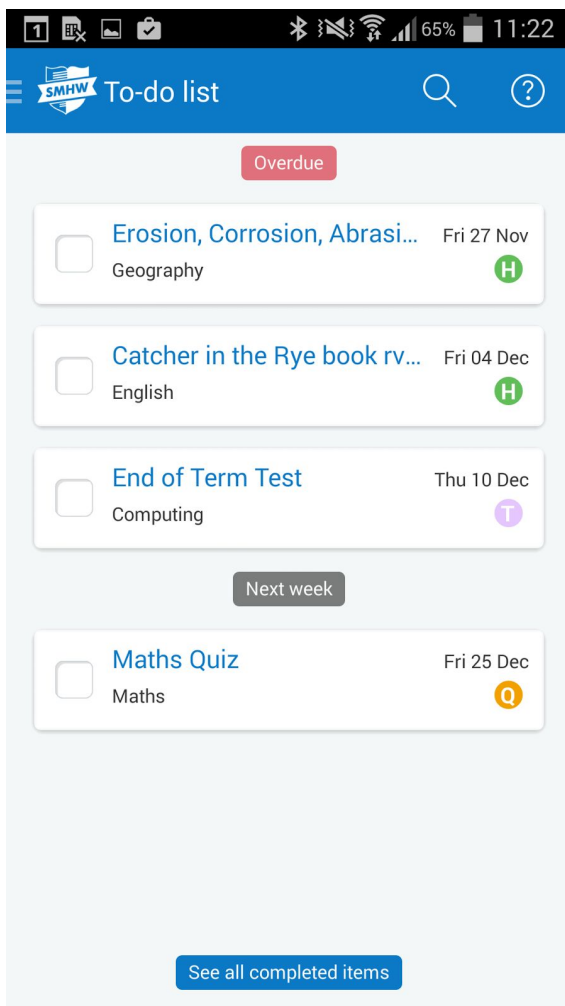 1 65% 11:22
SMHW To-do list ?
Overdue
Erosion, Corrosion, Abrasi... Fri 27 Nov
Geography H
Catcher in the Rye book rv... Fri 04 Dec
English H
End of Term Test Thu 10 Dec
Computing T
Next week
Maths Quiz Fri 25 Dec
Maths Q
See all completed items